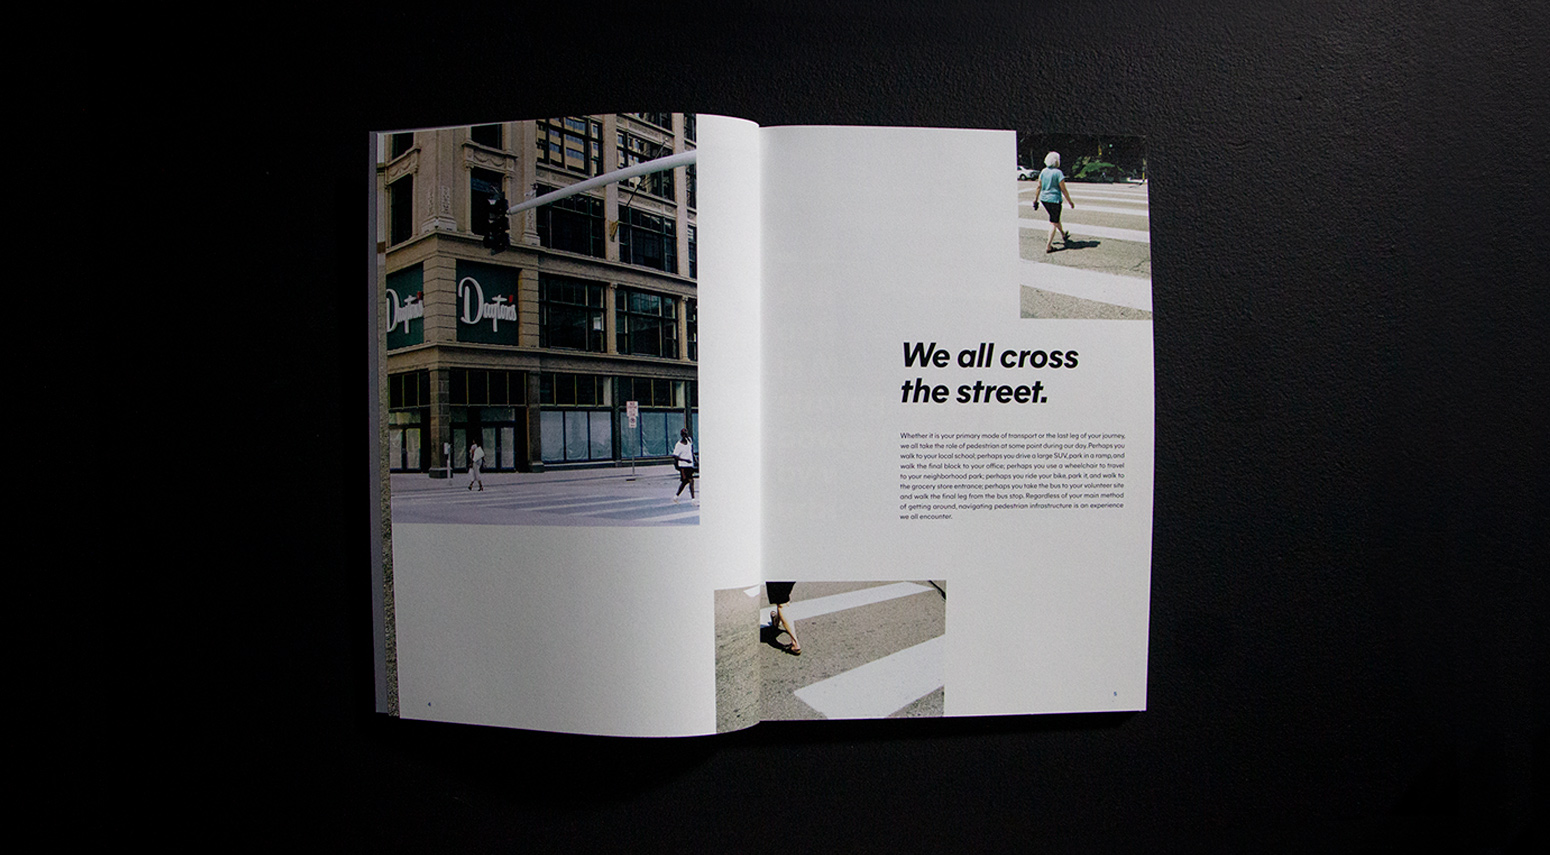 Dayton's
Dayton's
We all cross
the street.
Whether it is your primary mode of transport or the last leg of your journey,
we all take the role of pedestrian at some point during our day. Perhaps you
walk to your local school; perhaps you drive a large SUV, park in a ramp, and
walk the final block to your office; perhaps you use a wheelchair to travel
to your neighborhood park; perhaps you ride your bike, park it, and walk to
the grocery store entrance; perhaps you take the bus to your volunteer site
and walk the final leg from the bus stop. Regardless of your main method
of getting around, navigating pedestrian infrastructure is an experience
we all encounter.
4
5